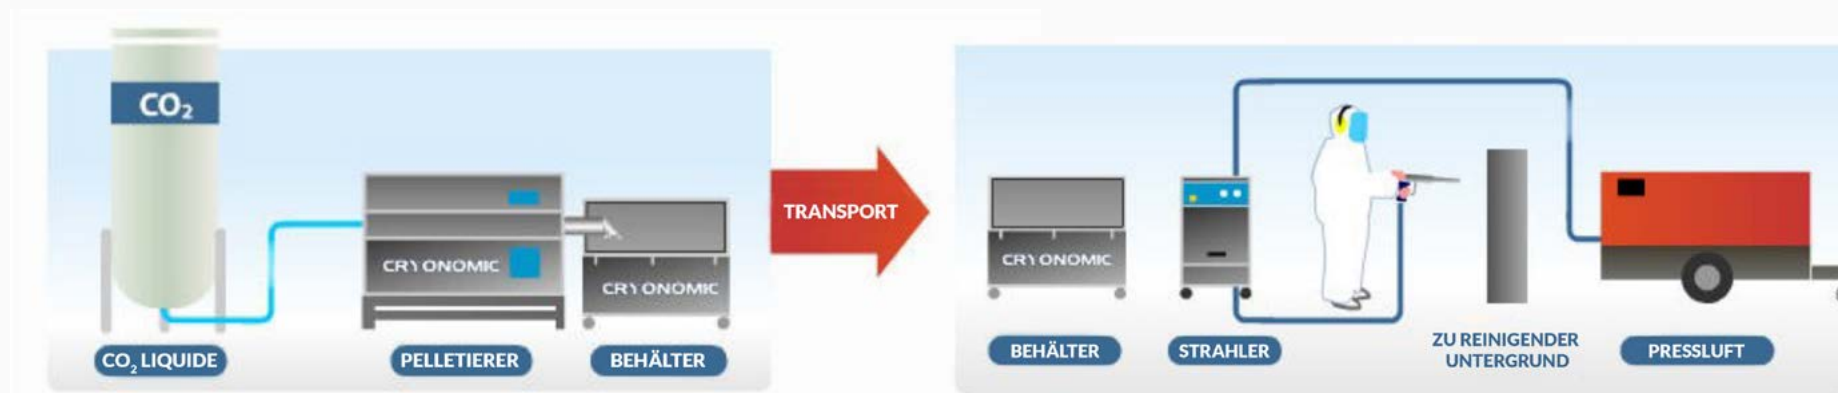 CO₂
CRYONOMIC
CRYONOMIC
CO₂ LIQUIDE
PELLETIERER
BEHÄLTER
TRANSPORT
CRYONOMIC
BEHÄLTER
STRAHLER
ZU REINIGENDER
UNTERGRUND
PRESSLUFT